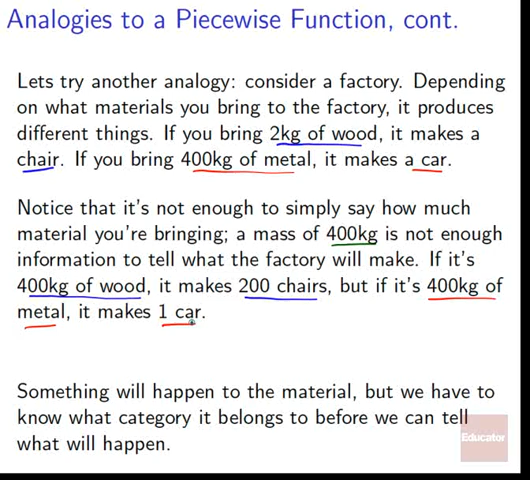 Analogies to a Piecewise Function, cont.
Lets try another analogy: consider a factory. Depending
on what materials you bring to the factory, it produces
different things. If you bring 2kg of wood, it makes a
chair. If you bring 400kg of metal, it makes a car.
Notice that it's not enough to simply say how much
material you're bringing; a mass of 400kg is not enough
information to tell what the factory will make. If it's
400kg of wood, it makes 200 chairs, but if it's 400kg of
metal, it makes 1 car.
Something will happen to the material, but we have to
know what category it belongs to before we can tell
what will happen.
Educator